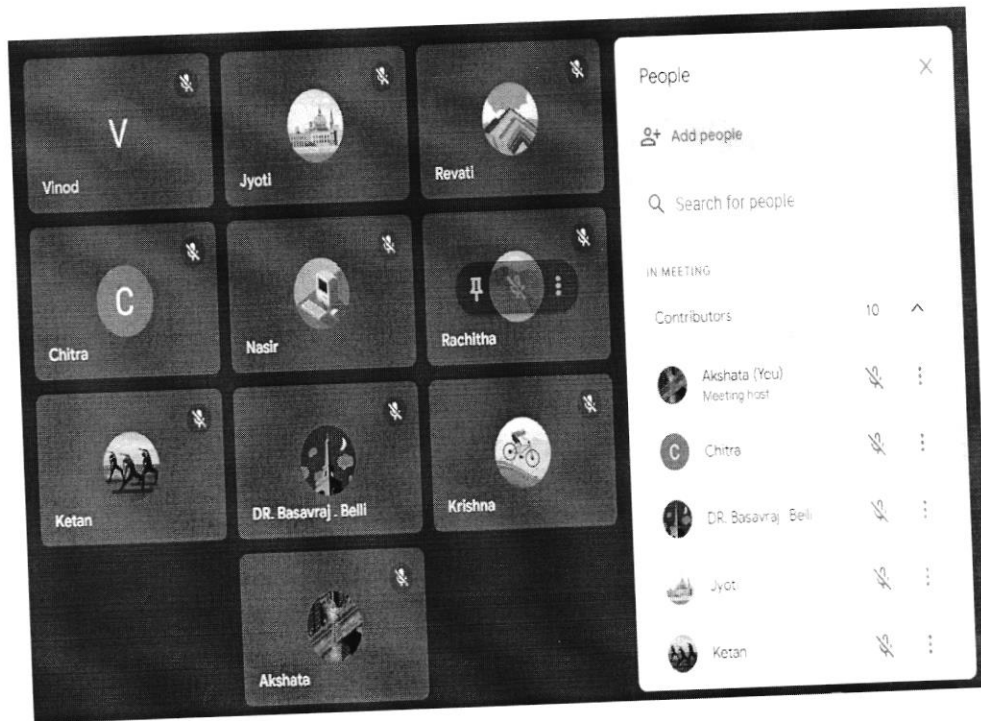 V
Vinod
Jyoti
Revati
C
Chitra
Nasir
Rachitha
Ketan
DR. Basavraj . Belli
Krishna
Akshata
People
Add people
Search for people
IN MEETING
Contributors 10
Akshata (You)
Meeting host
C Chitra
DR. Basavraj . Belli
Jyoti
Ketan